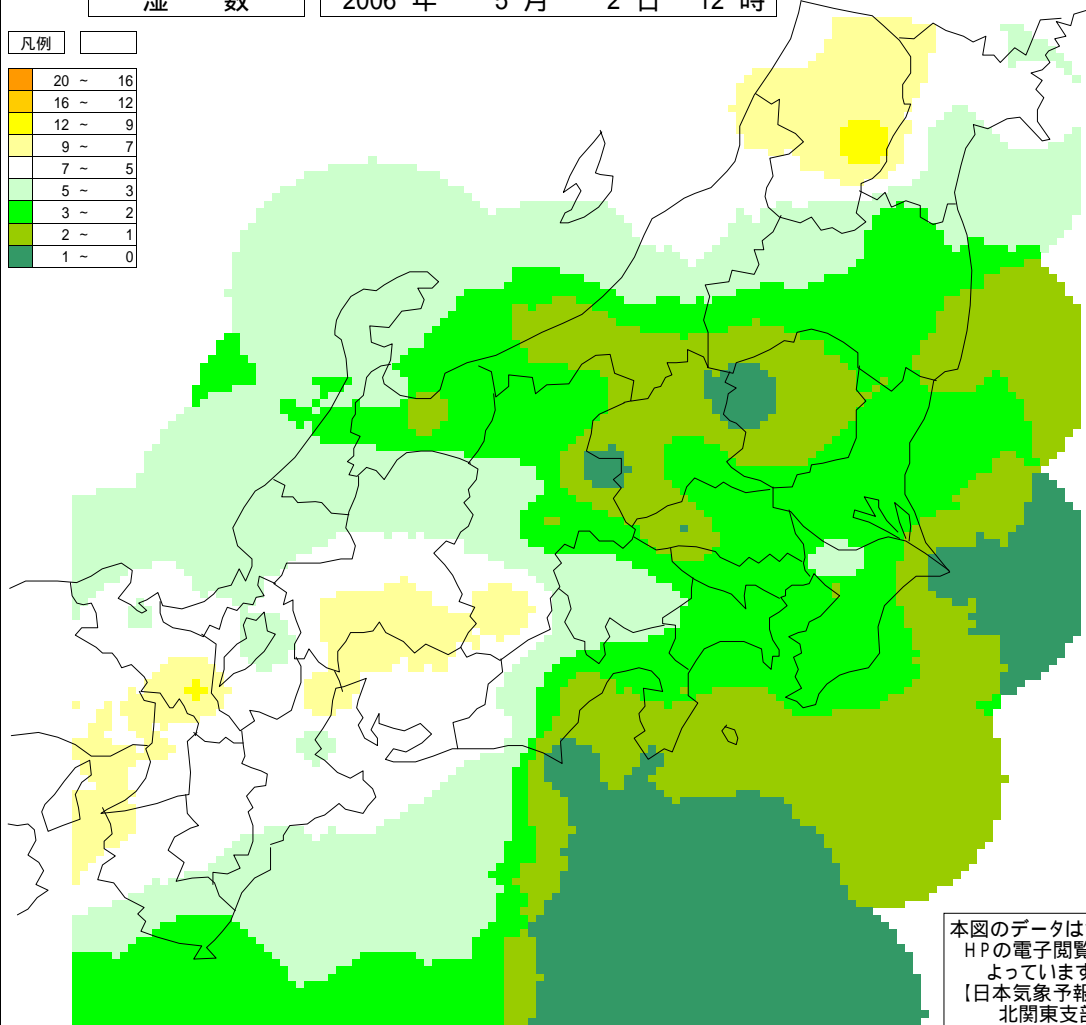 湿 数
2006 年 5 月 2 日 12 時
凡例
20 ~ 16
16 ~ 12
12 ~ 9
9 ~ 7
7 ~ 5
5 ~ 3
3 ~ 2
2 ~ 1
1 ~ 0
本図のデータは
HPの電子閲覧
よっています
【日本気象予報
北関東支部